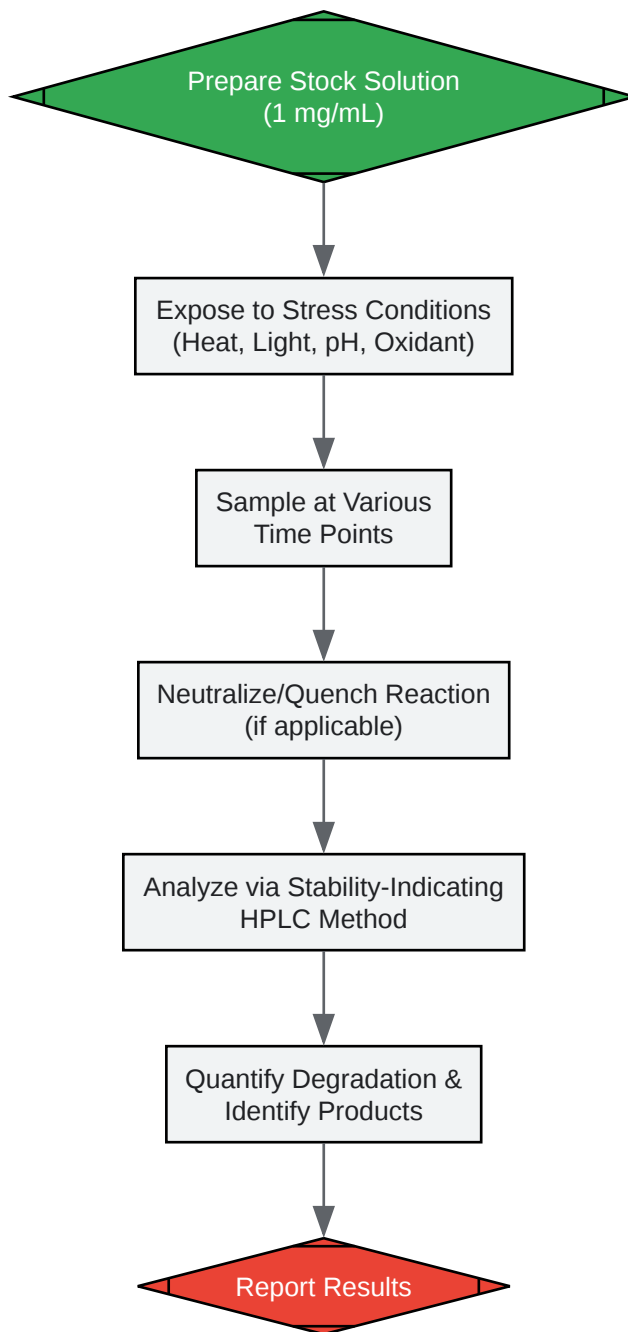 Prepare Stock Solution
(1 mg/mL)
Expose to Stress Conditions
(Heat, Light, pH, Oxidant)
Sample at Various
Time Points
Neutralize/Quench Reaction
(if applicable)
Analyze via Stability-Indicating
HPLC Method
Quantify Degradation &
Identify Products
Report Results